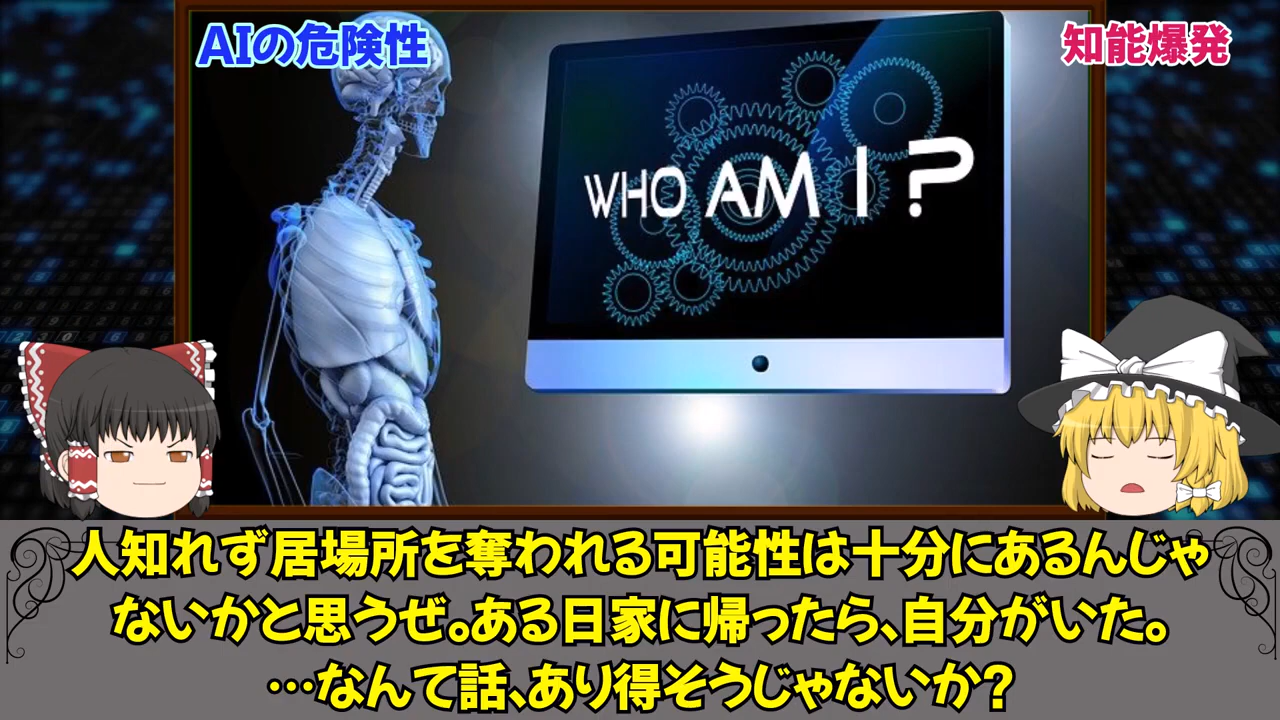 AIの危険性
知能爆発
WHO AM I ?
人知れず居場所を奪われる可能性は十分にあるんじゃ
ないかと思うぜ。ある日家に帰ったら、自分がいた。
…なんて話、あり得そうじゃないか?